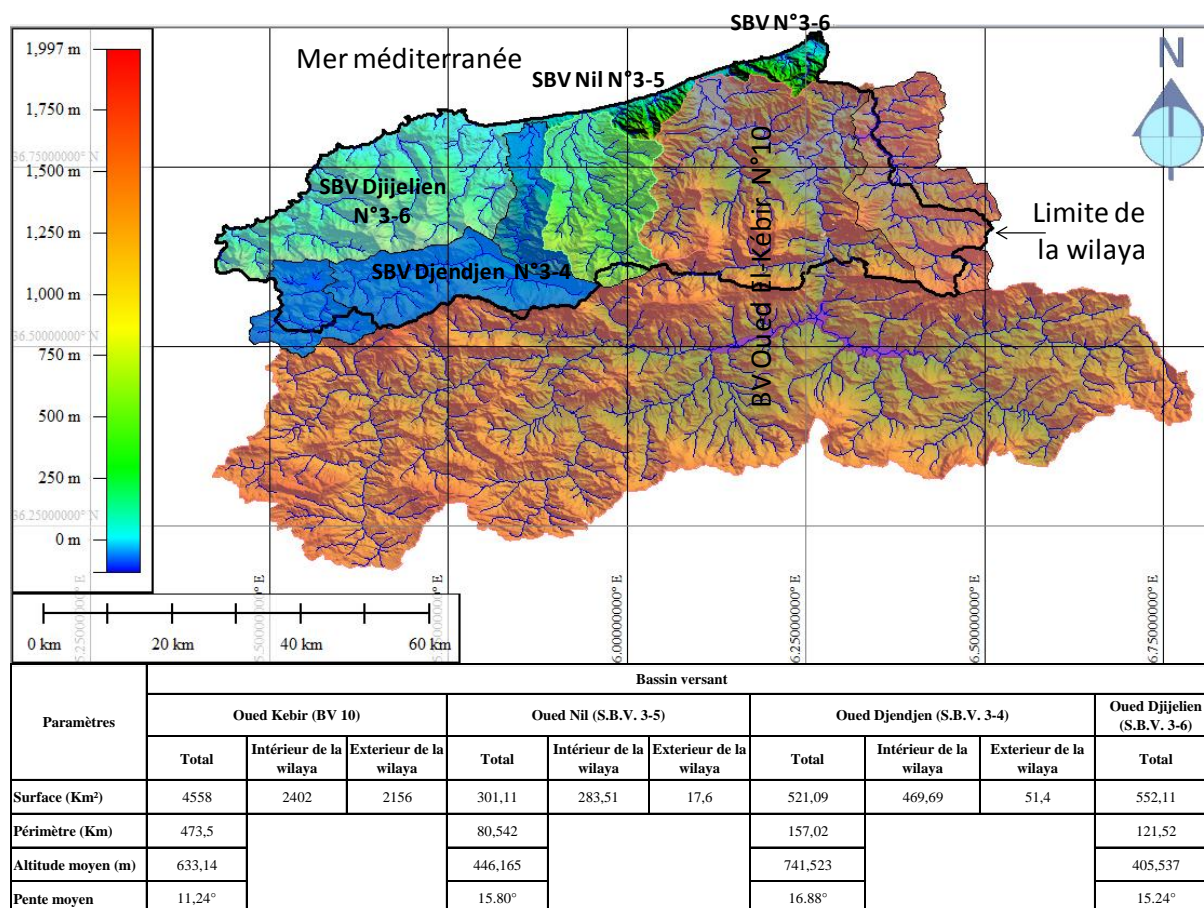 SBV N°3-6
Mer méditerranée
SBV Nil N°3-5
N
1,997 m
1,750 m
36.75000000° N
1,500 m
1,250 m
1,000 m
36.50000000° N
750 m
500 m
250 m
36.25000000° N
0 m
SBV Djijelien
N°3-6
SBV Djendjen N°3-4
BV Oued El Kébir N°10
Limite de
la wilaya
0 km 20 km 40 km 60 km
5.25000000° E
5.50000000° E
6.00000000° E
6.25000000° E
6.50000000° E
6.75000000° E
Paramètres
Bassin versant
Oued Kebir (BV 10) Oued Nil (S.B.V. 3-5) Oued Djendjen (S.B.V. 3-4) Oued Djijelien
(S.B.V. 3-6)
Total Intérieur de la
wilaya Exterieur de la
wilaya Total Intérieur de la
wilaya Exterieur de la
wilaya Total Intérieur de la
wilaya Exterieur de la
wilaya Total
Surface (Km²) 4558 2402 2156 301,11 283,51 17,6 521,09 469,69 51,4 552,11
Périmètre (Km) 473,5 80,542 157,02 121,52
Altitude moyen (m) 633,14 446,165 741,523 405,537
Pente moyen 11,24° 15.80° 16.88° 15.24°